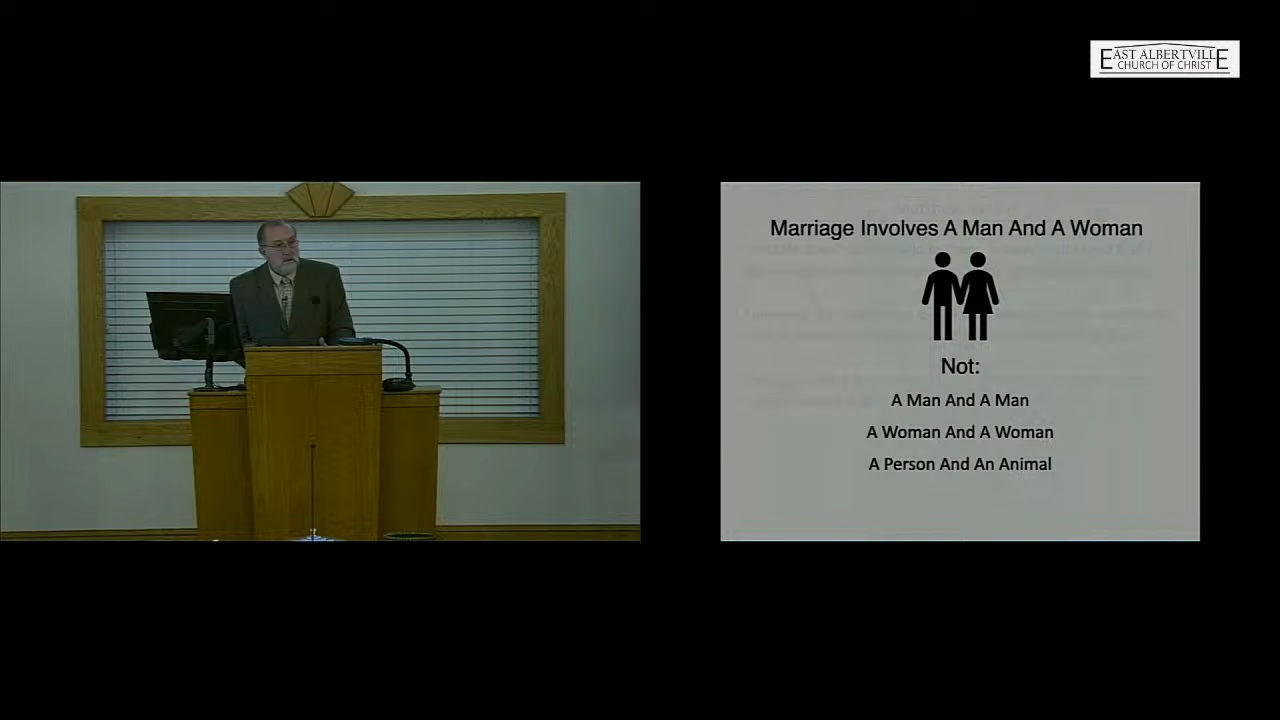 EAST ALBERTVILLE
CHURCH OF CHRIST
Marriage Involves A Man And A Woman
Not:
A Man And A Man
A Woman And A Woman
A Person And An Animal